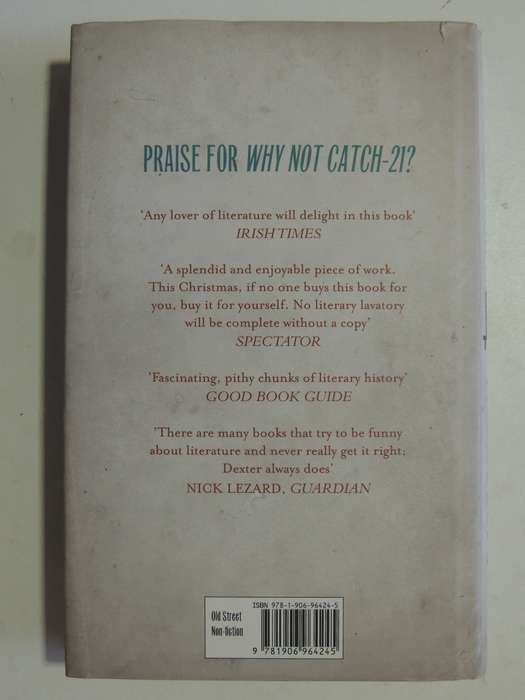 PRAISE FOR WHY NOT CATCH-21?
'Any lover of literature will delight in this book'
IRISH TIMES
'A splendid and enjoyable piece of work.
This Christmas, if no one buys this book for
you, buy it for yourself. No literary lavatory
will be complete without a copy'
SPECTATOR
'Fascinating, pithy chunks of literary history'
GOOD BOOK GUIDE
'There are many books that try to be funny
about literature and never really get it right;
Dexter always does'
NICK LEZARD, GUARDIAN
Old Street
Non-fiction
ISBN 978-1-906-96424-5
9 781906 964245